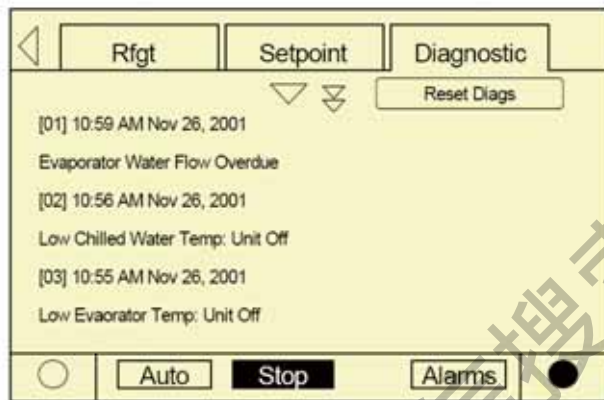 Rfgt Setpoint Diagnostic
Reset Diags
[01] 10:59 AM Nov 26, 2001
Evaporator Water Flow Overdue
[02] 10:56 AM Nov 26, 2001
Low Chilled Water Temp: Unit Off
[03] 10:55 AM Nov 26, 2001
Low Evaorator Temp: Unit Off
Auto Stop Alarms